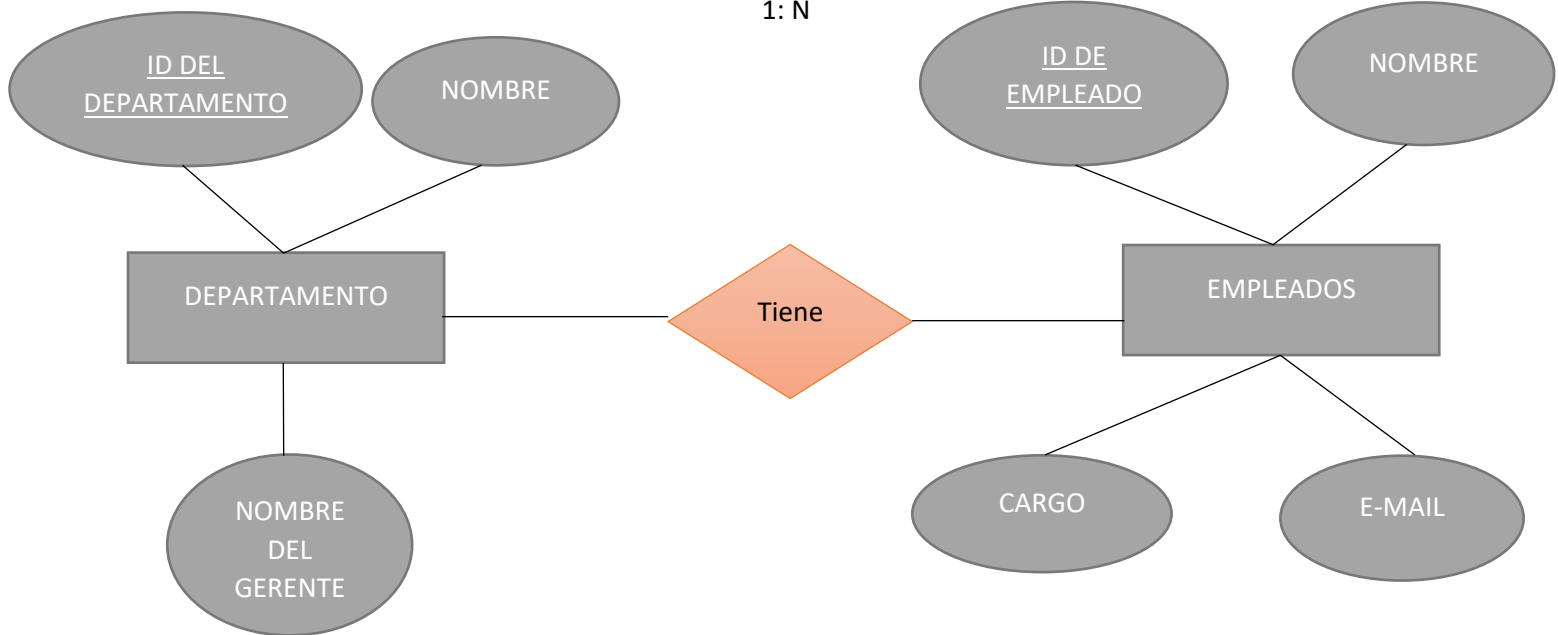 1: N
ID DEL
DEPARTAMENTO
NOMBRE
ID DE
EMPLEADO
NOMBRE
DEPARTAMENTO
Tiene
EMPLEADOS
NOMBRE
DEL
GERENTE
CARGO
E-MAIL